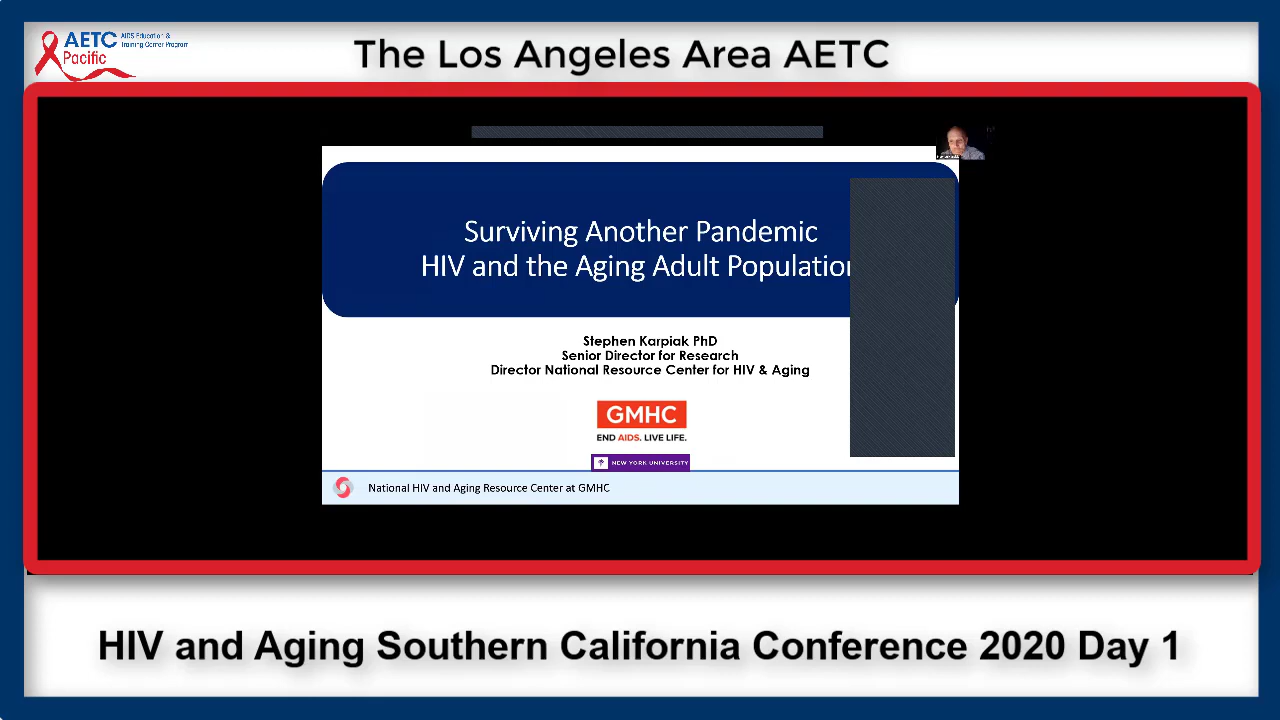 AETC
AIDS Education &
Training Center Program
Pacific
The Los Angeles Area AETC
Surviving Another Pandemic
HIV and the Aging Adult Population
Stephen Karpiak PhD
Senior Director for Research
Director National Resource Center for HIV & Aging
GMHC
END AIDS. LIVE LIFE.
NEW YORK UNIVERSITY
National HIV and Aging Resource Center at GMHC
HIV and Aging Southern California Conference 2020 Day 1